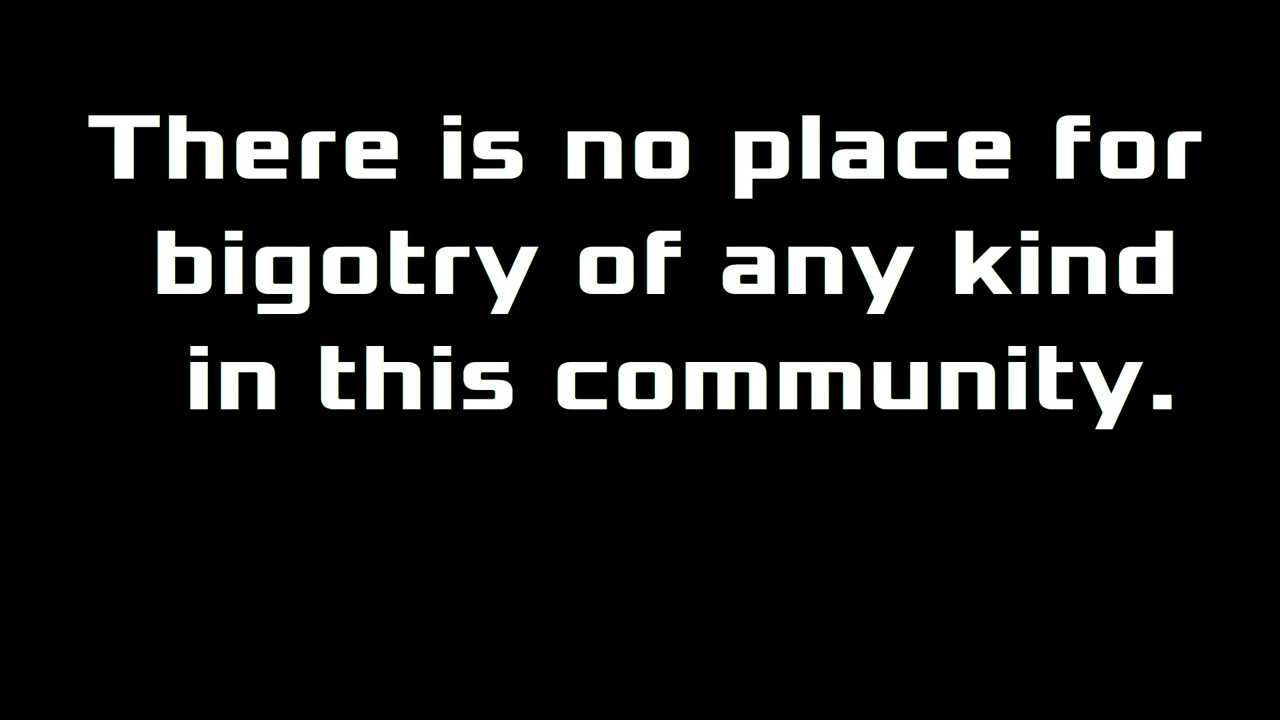 There is no place for
bigotry of any kind
in this community.